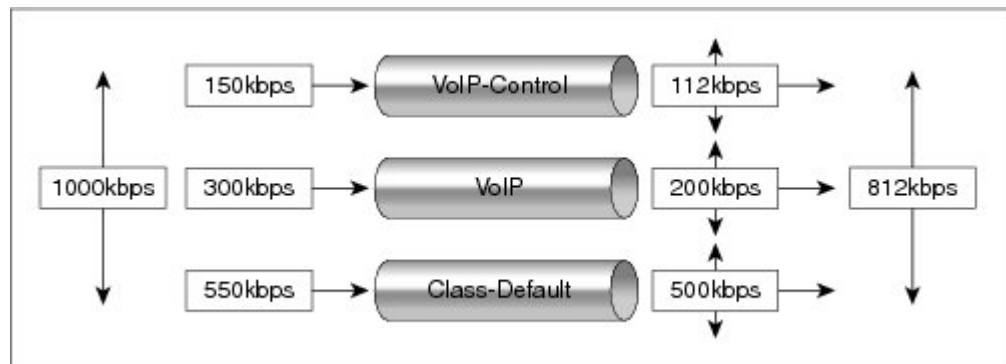 150kbps
VoIP-Control
112kbps
1000kbps
300kbps
VoIP
200kbps
812kbps
550kbps
Class-Default
500kbps